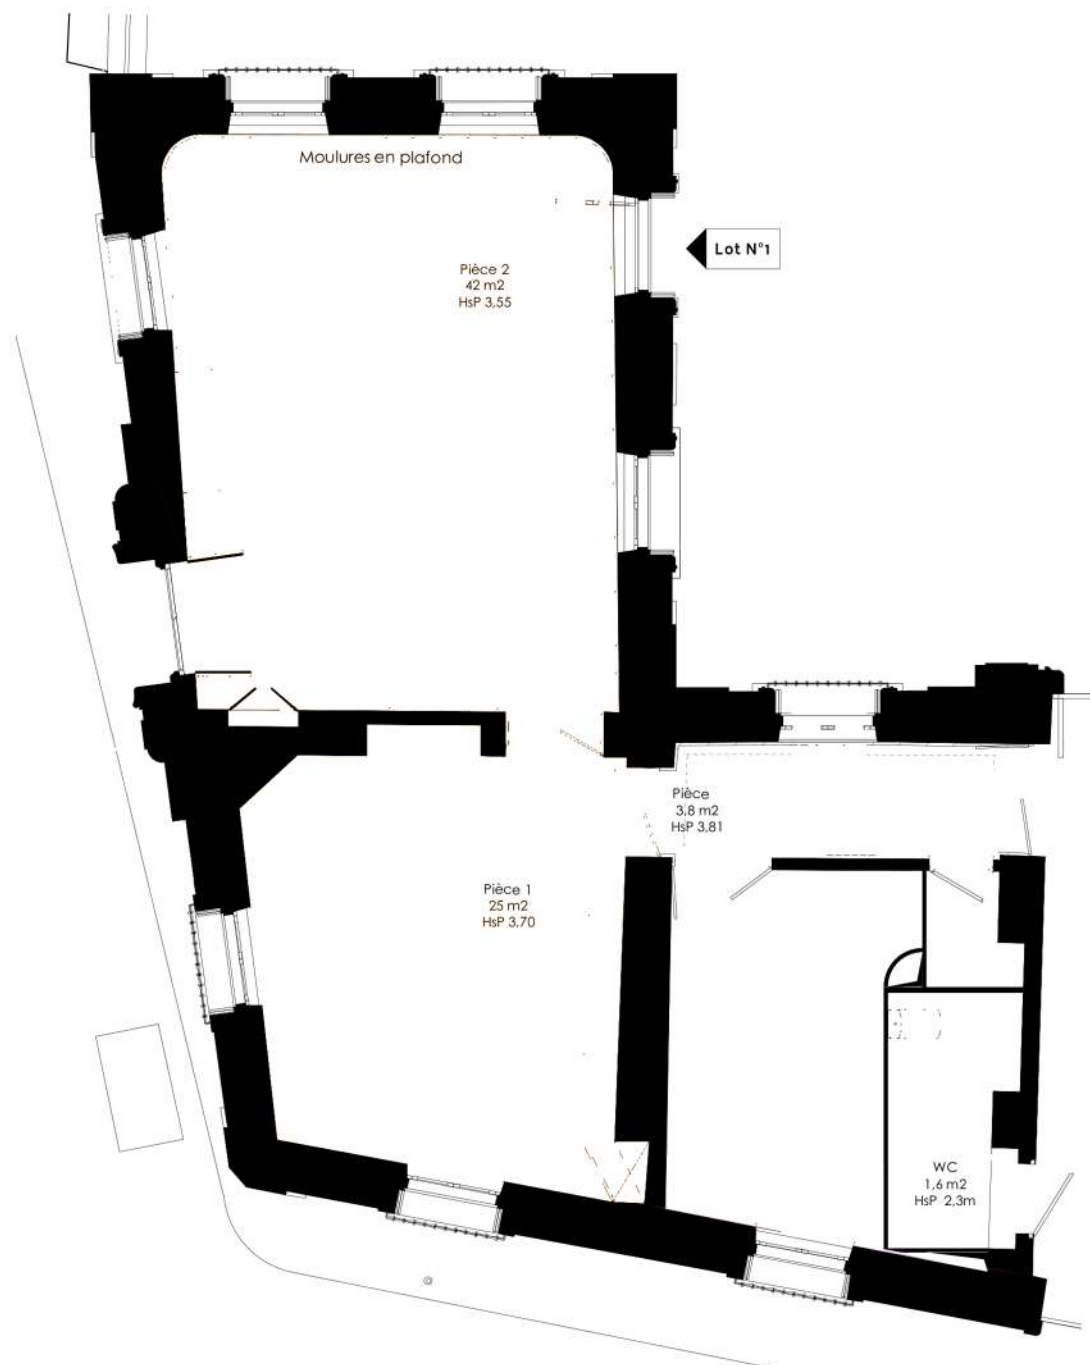 Moulures en plafond
Lot N°1
Pièce 2
42 m2
HsP 3,55
Pièce
3,8 m2
HsP 3,81
Pièce 1
25 m2
HsP 3,70
WC
1,6 m2
HsP 2,3m